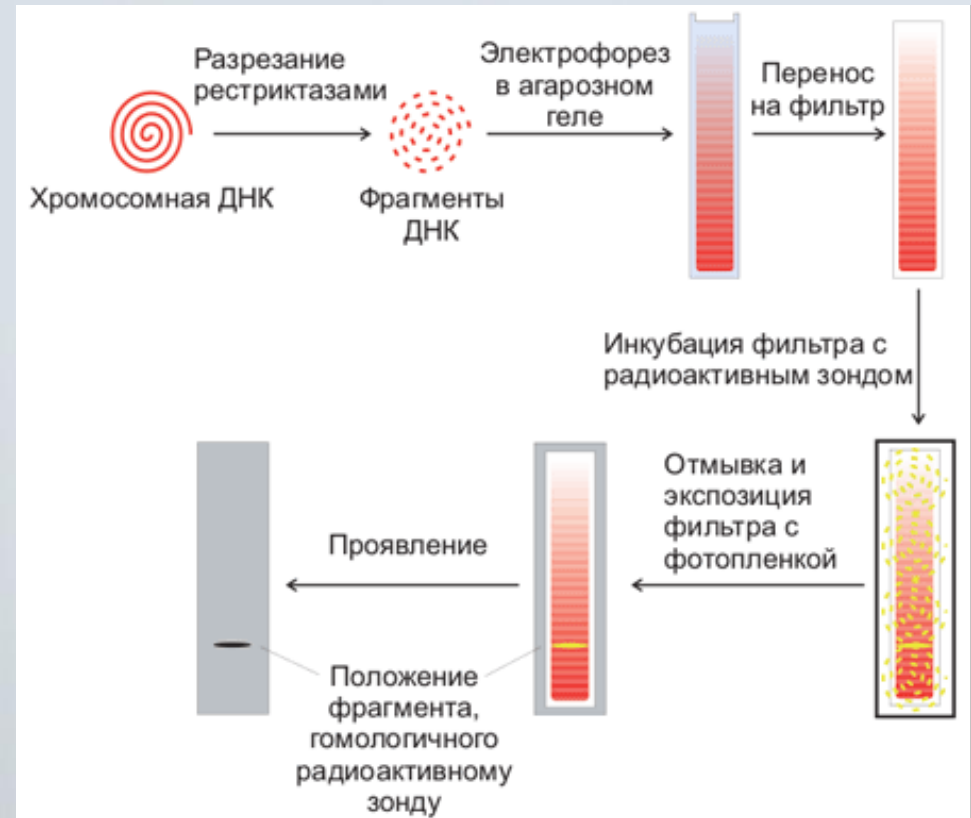 Разрезание
рестриктазами
Электрофорез
в агарозном
геле
Перенос
на фильтр
Хромосомная ДНК
Фрагменты
ДНК
Инкубация фильтра с
радиоактивным зондом
Отмывка и
экспозиция
фильтра с
фотопленкой
Проявление
Положение
фрагмента,
гомологичного
радиоактивному
зонду